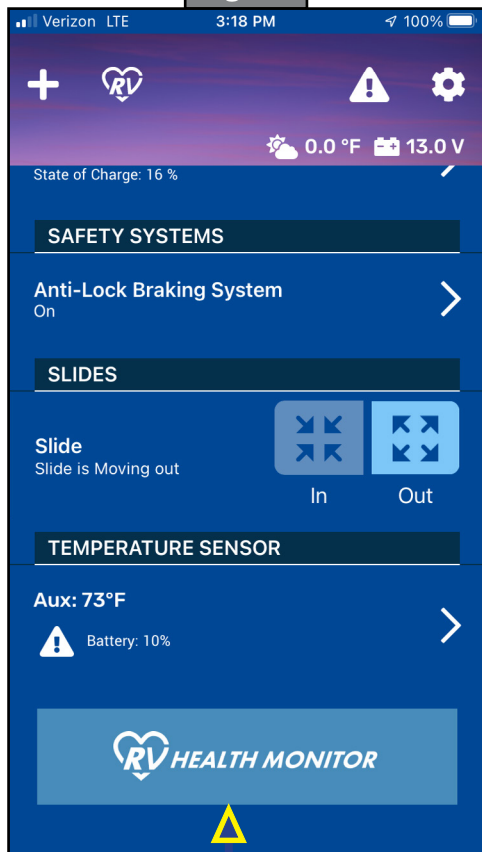 Verizon LTE 3:18 PM 100%
RV
0.0 °F 13.0 V
State of Charge: 16 %
SAFETY SYSTEMS
Anti-Lock Braking System
On
SLIDES
Slide
Slide is Moving out
In Out
TEMPERATURE SENSOR
Aux: 73°F
Battery: 10%
RV HEALTH MONITOR